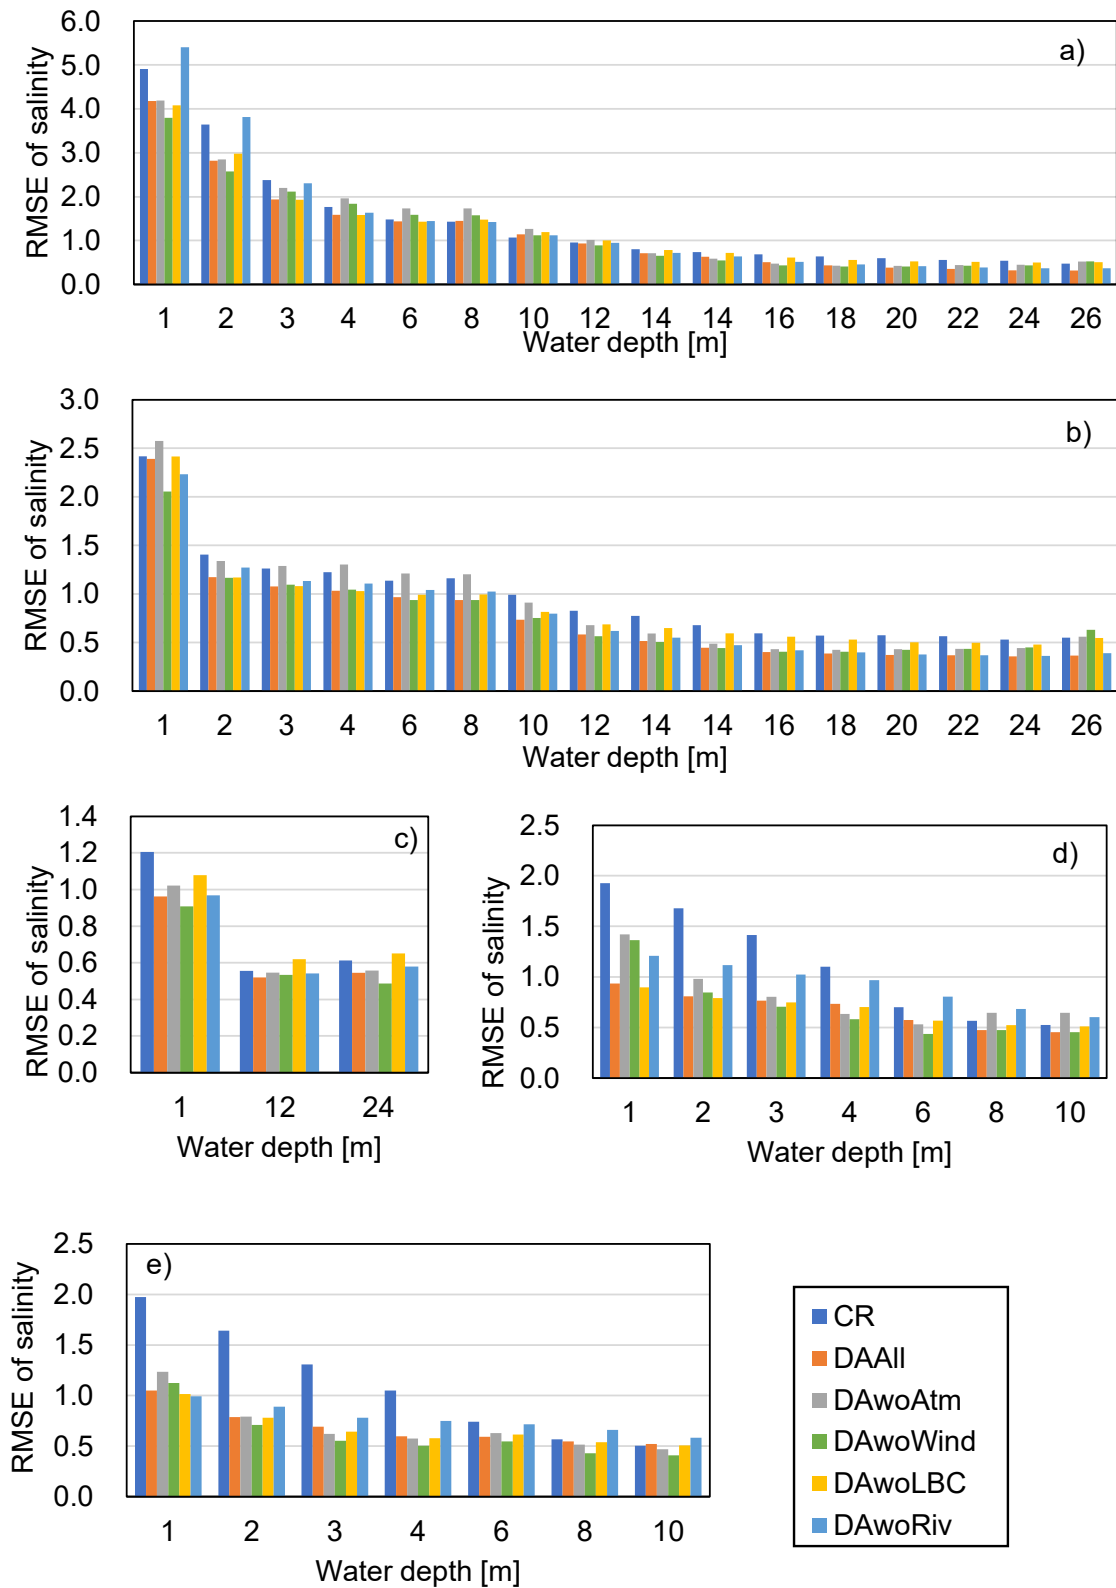 6.0
5.0
4.0
3.0
2.0
1.0
0.0
RMSE of salinity
a)
1 2 3 4 6 8 10 12 14 14 16 18 20 22 24 26
Water depth [m]
3.0
2.5
2.0
1.5
1.0
0.5
0.0
RMSE of salinity
b)
1 2 3 4 6 8 10 12 14 14 16 18 20 22 24 26
Water depth [m]
1.4
1.2
1.0
0.8
0.6
0.4
0.2
0.0
RMSE of salinity
c)
1 12 24
Water depth [m]
2.5
2.0
1.5
1.0
0.5
0.0
RMSE of salinity
d)
1 2 3 4 6 8 10
Water depth [m]
2.5
2.0
1.5
1.0
0.5
0.0
RMSE of salinity
e)
1 2 3 4 6 8 10
Water depth [m]
CR
DAAll
DAwoAtm
DAwoWind
DAwoLBC
DAwoRiv